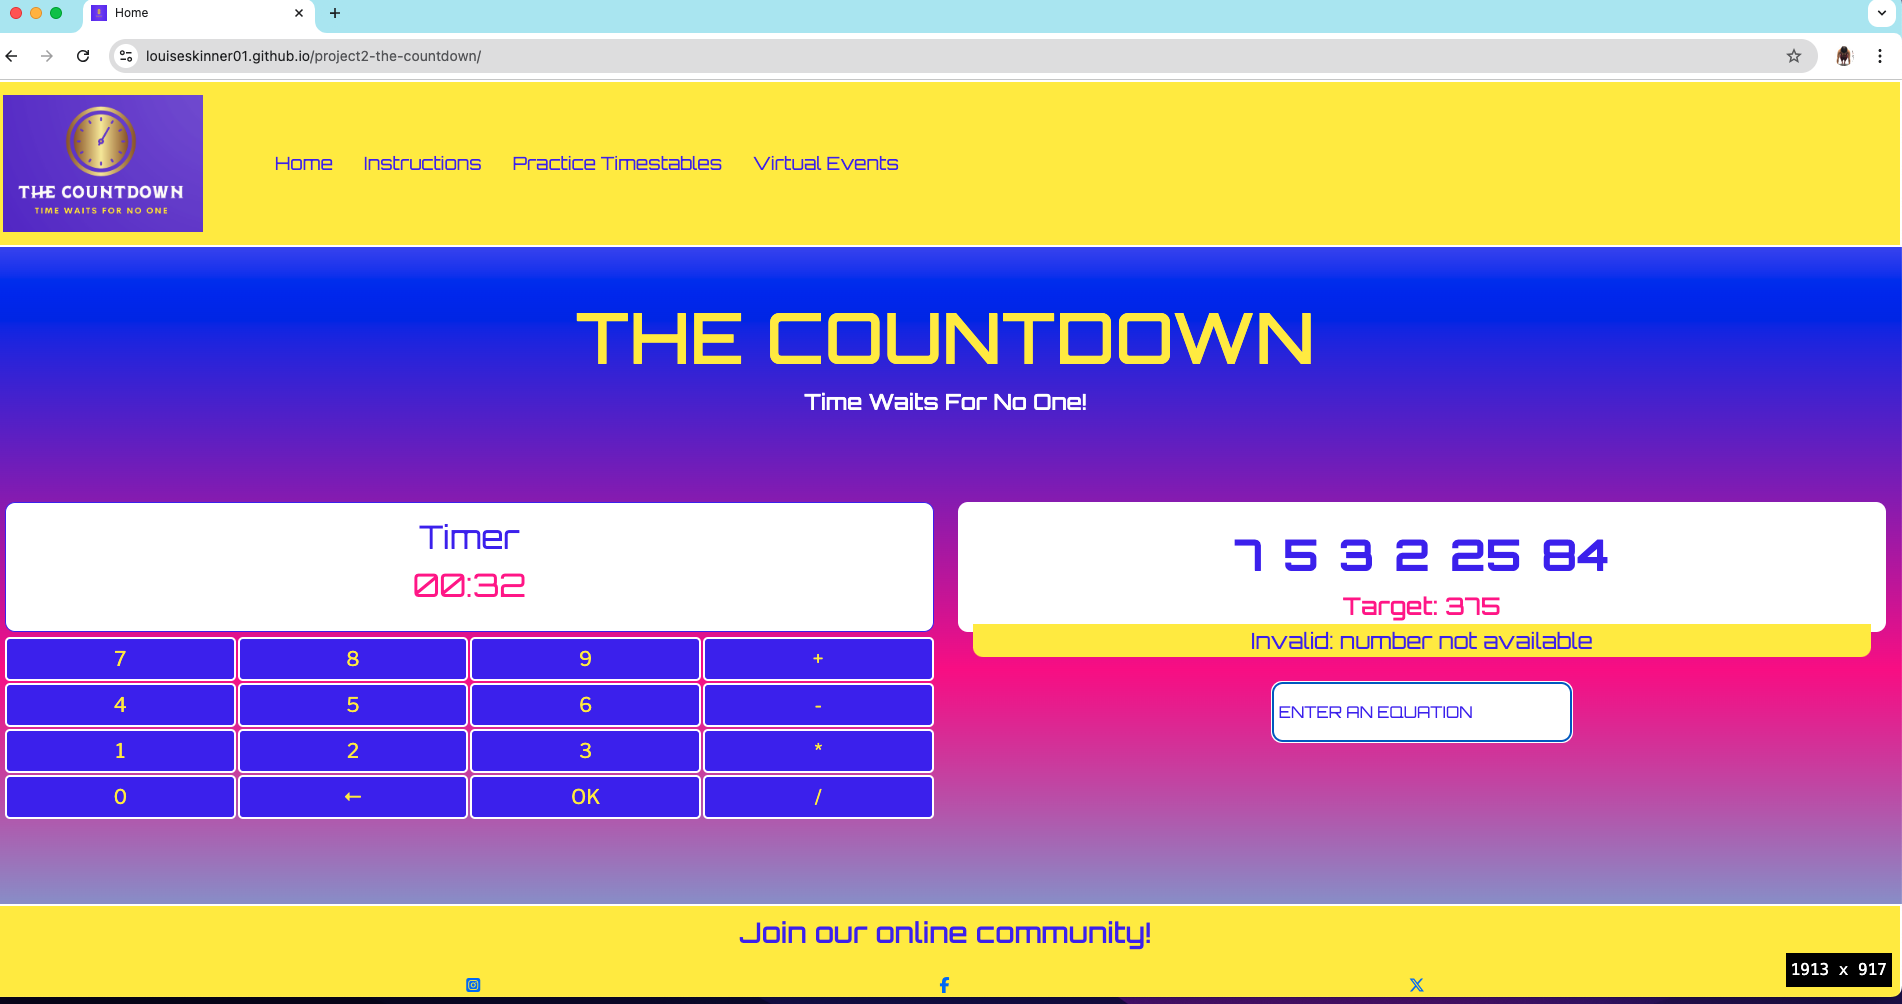 Home
louiseskinner01.github.io/project2-the-countdown/
THE COUNTDOWN
TIME WAITS FOR NO ONE
Home Instructions Practice Timestables Virtual Events
THE COUNTDOWN
Time Waits For No One!
Timer
00:32
7 8 9 +
4 5 6 -
1 2 3 *
0 ← OK /
7 5 3 2 25 84
Target: 375
Invalid: number not available
ENTER AN EQUATION
Join our online community!
1913 x 917